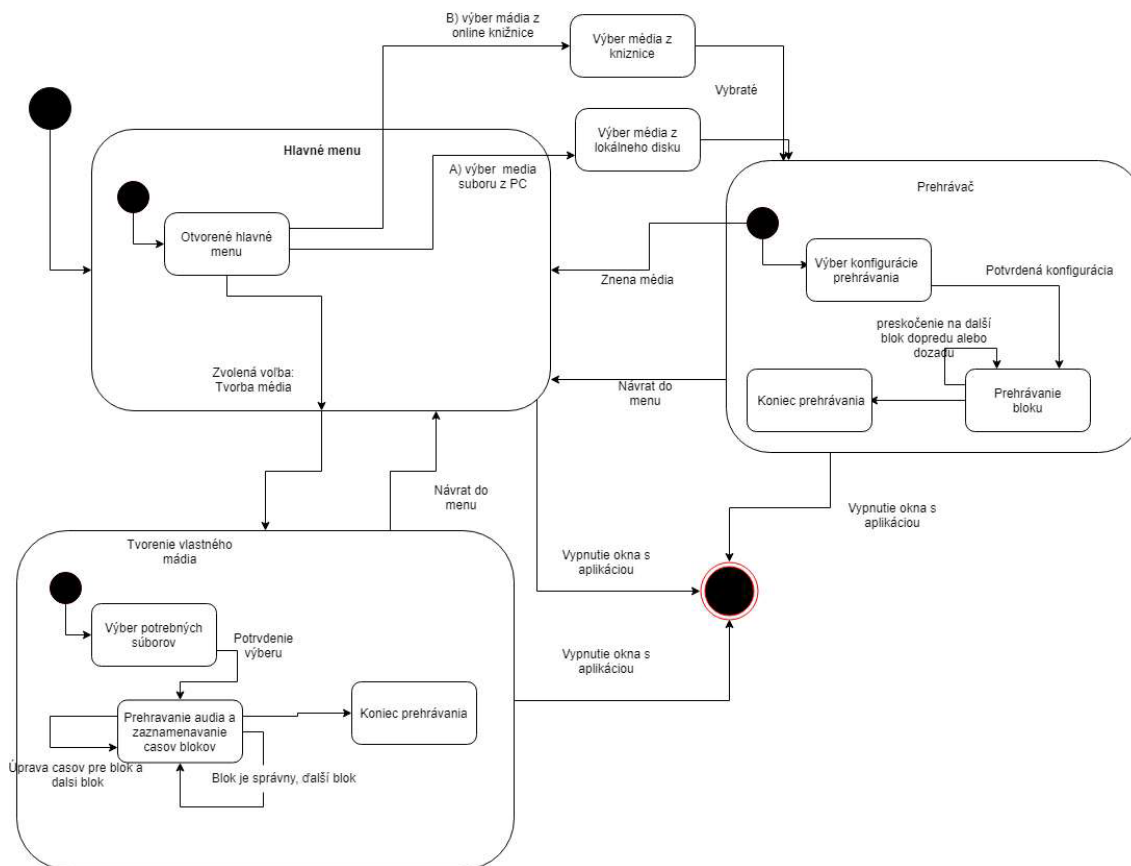 B) výber mádia z
online knižnice
Výber média z
kniznice
Vybraté
Výber média z
lokálneho disku
Hlavné menu
A) výber media
suboru z PC
Otvorené hlavné
menu
Zvolená voľba:
Tvorba média
Prehrávač
Znena média
Výber konfigurácie
prehrávania
Potvrdená konfigurácia
preskočenie na další
blok dopredu alebo
dozadu
Návrat do
menu
Koniec prehrávania
Prehrávanie
bloku
Návrat do
menu
Vypnutie okna s
aplikáciou
Vypnutie okna s
aplikáciou
Tvorenie vlastného
mádia
Výber potrebných
súborov
Potrvdenie
výberu
Vypnutie okna s
aplikáciou
Prehravanie audia a
zaznamenavanie
casov blokov
Koniec prehrávania
Úprava casov pre blok a
dalsi blok
Blok je správny, ďalší blok